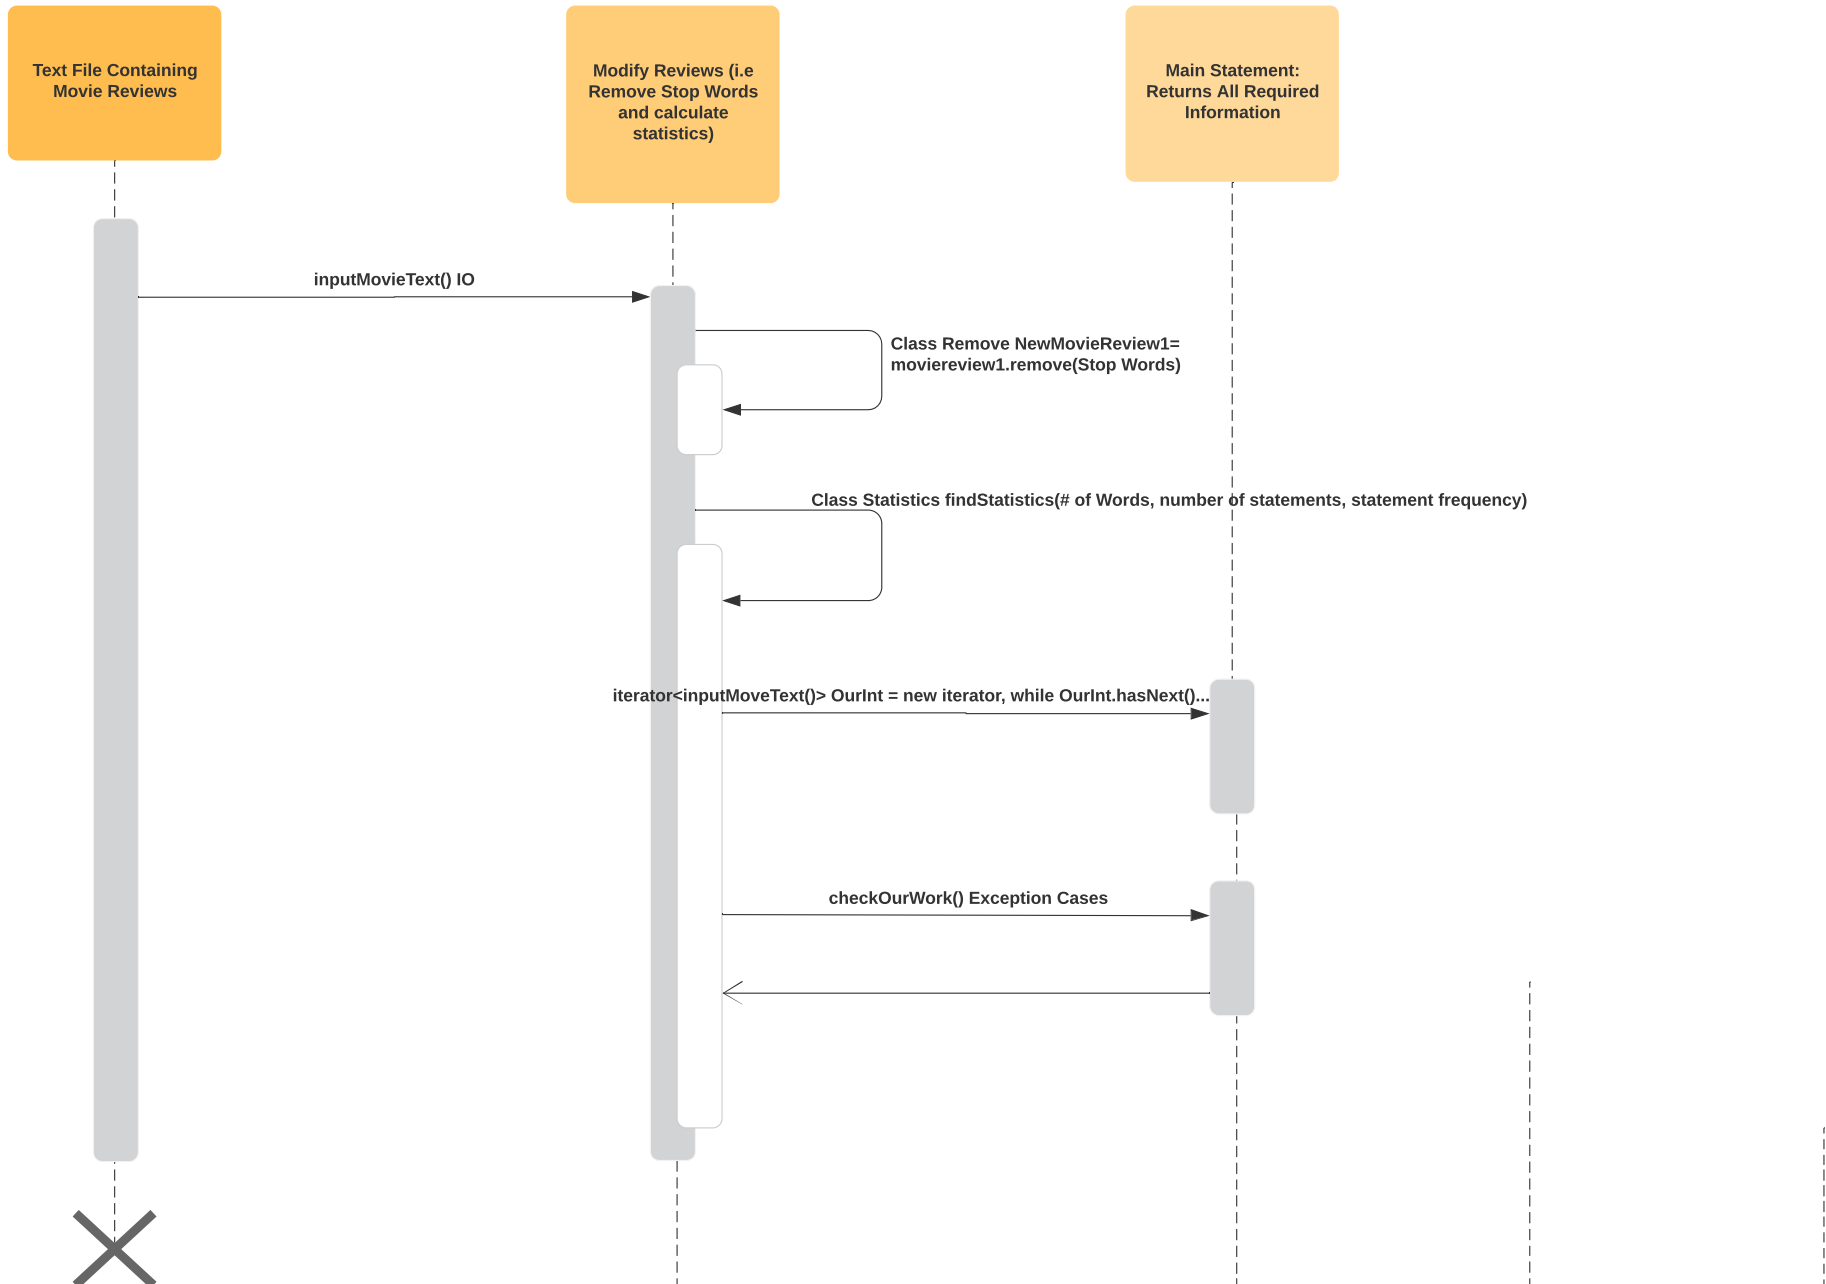 Text File Containing
Movie Reviews
Modify Reviews (i.e
Remove Stop Words
and calculate
statistics)
Main Statement:
Returns All Required
Information
inputMovieText() IO
Class Remove NewMovieReview1=
moviereview1.remove(Stop Words)
Class Statistics findStatistics(# of Words, number of statements, statement frequency)
iterator<inputMoveText()> OurInt = new iterator, while OurInt.hasNext()...
checkOurWork() Exception Cases